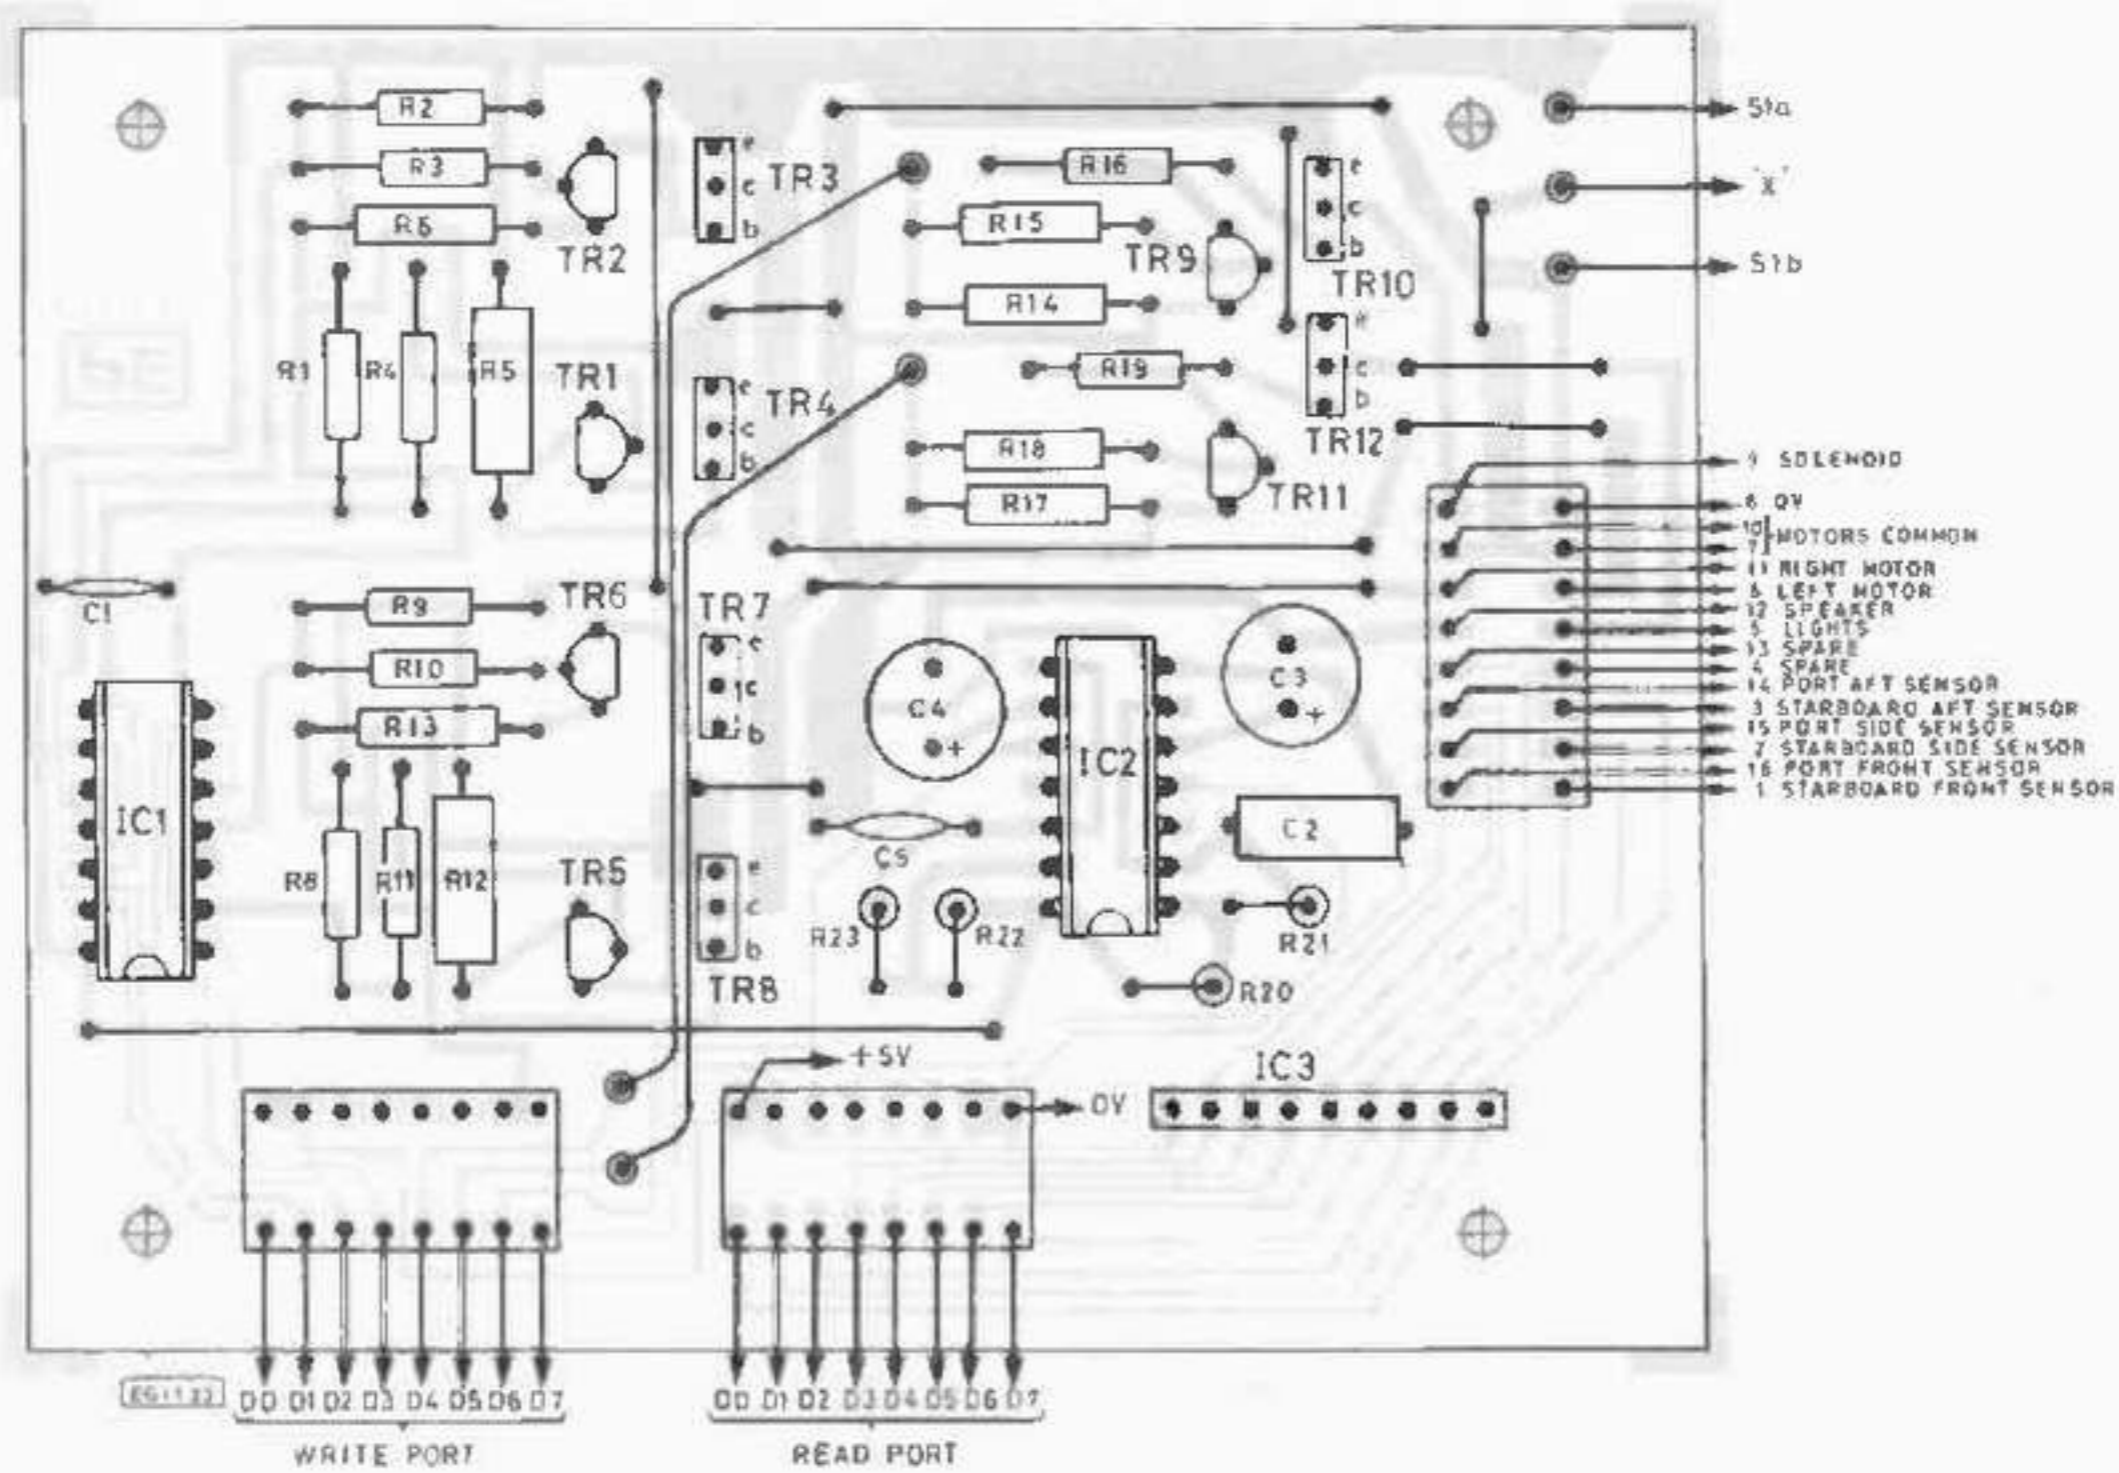 R2
S1a
R3
e
c
b
TR3
R16
e
c
b
'X'
R6
TR2
R15
TR9
S1b
TR10
R14
R1
R4
R5
TR1
e
c
b
TR4
R19
e
c
b
TR12
R18
9 SOLENOID
R17
TR11
8 0V
10
7
MOTORS COMMON
11 RIGHT MOTOR
6 LEFT MOTOR
12 SPEAKER
5 LIGHTS
13 SPARE
4 SPARE
14 PORT AFT SENSOR
3 STARBOARD AFT SENSOR
15 PORT SIDE SENSOR
2 STARBOARD SIDE SENSOR
16 PORT FRONT SENSOR
1 STARBOARD FRONT SENSOR
C1
R9
TR6
TR7
R10
e
c
b
C3
+
C4
+
R13
IC2
IC1
C2
C5
R8
R11
R12
TR5
e
c
b
R23
R22
R21
TR8
R20
+5V
IC3
0V
D0 D1 D2 D3 D4 D5 D6 D7
D0 D1 D2 D3 D4 D5 D6 D7
WRITE PORT
READ PORT